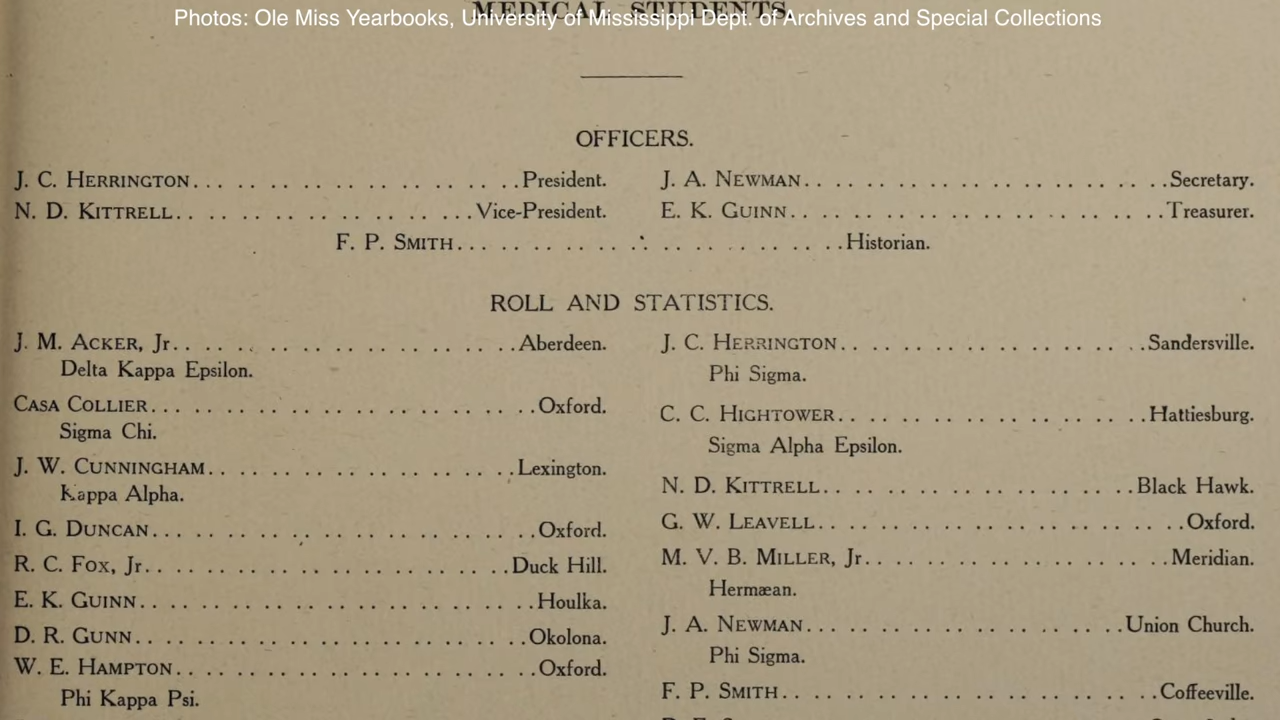 Photos: Ole Miss Yearbooks, University of Mississippi Dept. of Archives and Special Collections
MEDICAL STUDENTS.
OFFICERS.
J. C. HERRINGTON. . . . . . . . . . . . . . . . . . .President.
N. D. KITTRELL. . . . . . . . . . . . . . . . . .Vice-President.
J. A. NEWMAN. . . . . . . . . . . . . . . . . . . . .Secretary.
E. K. GUINN. . . . . . . . . . . . . . . . . . . . . .Treasurer.
F. P. SMITH. . . . . . . . . . . . . . . . . . . . .Historian.
ROLL AND STATISTICS.
J. M. ACKER, Jr. . . . . . . . . . . . . . . . . . .Aberdeen.
Delta Kappa Epsilon.
CASA COLLIER. . . . . . . . . . . . . . . . . . . . .Oxford.
Sigma Chi.
J. W. CUNNINGHAM. . . . . . . . . . . . . . . . .Lexington.
Kappa Alpha.
I. G. DUNCAN. . . . . . . . . . . . . . . . . . . . .Oxford.
R. C. FOX, Jr. . . . . . . . . . . . . . . . . . . .Duck Hill.
E. K. GUINN. . . . . . . . . . . . . . . . . . . . . .Houlka.
D. R. GUNN. . . . . . . . . . . . . . . . . . . . . .Okolona.
W. E. HAMPTON. . . . . . . . . . . . . . . . . . . .Oxford.
Phi Kappa Psi.
J. C. HERRINGTON. . . . . . . . . . . . . . . . .Sandersville.
Phi Sigma.
C. C. HIGHTOWER. . . . . . . . . . . . . . . . .Hattiesburg.
Sigma Alpha Epsilon.
N. D. KITTRELL. . . . . . . . . . . . . . . . . .Black Hawk.
G. W. LEAVELL. . . . . . . . . . . . . . . . . . . . .Oxford.
M. V. B. MILLER, Jr. . . . . . . . . . . . . . . . .Meridian.
Hermæan.
J. A. NEWMAN. . . . . . . . . . . . . . . . . .Union Church.
Phi Sigma.
F. P. SMITH. . . . . . . . . . . . . . . . . . . . .Coffeeville.